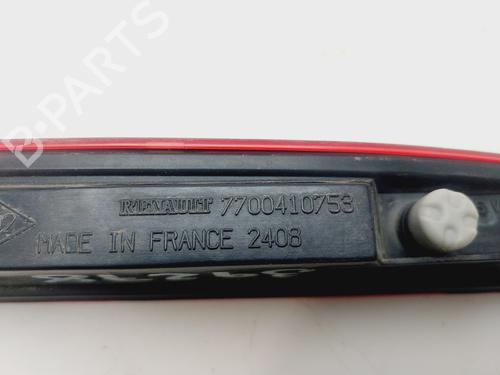 B-PARTS
RENAULT 7700410753
MADE IN FRANCE 2408